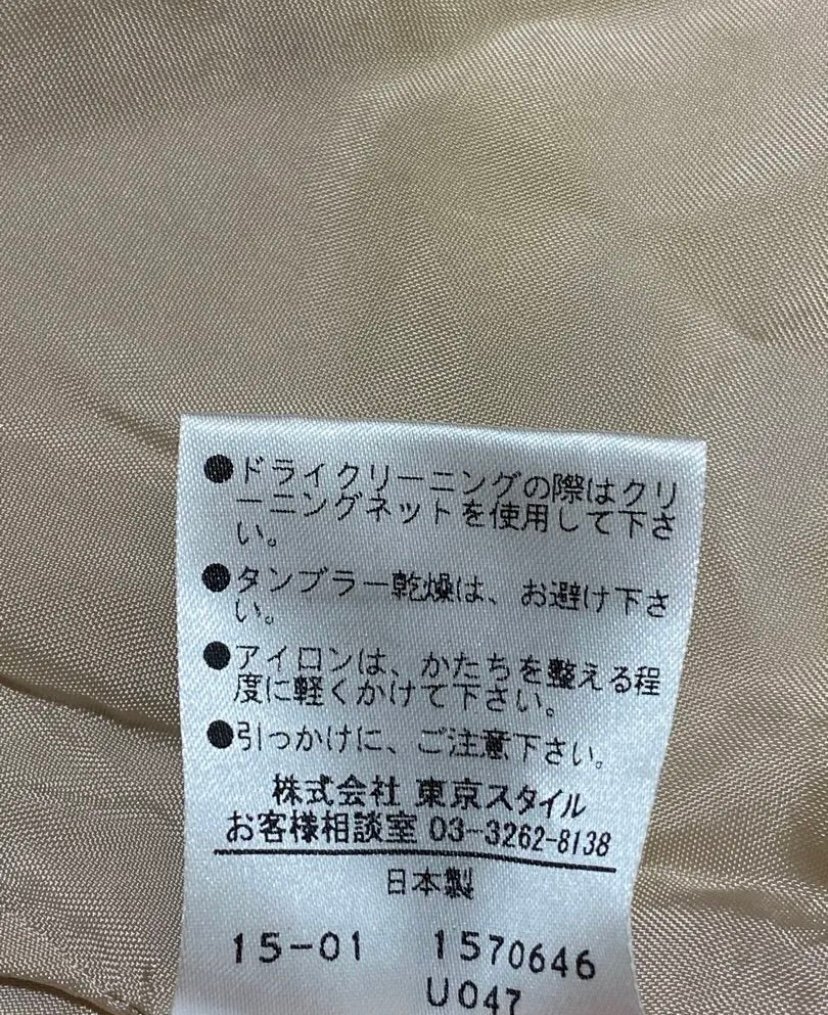 ●ドライクリーニングの際はクリ
ーニングネットを使用して下さ
い。
●タンブラー乾燥は、お避け下さ
い。
●アイロンは、かたちを整える程
度に軽くかけて下さい。
●引っかけに、ご注意下さい。
株式会社 東京スタイル
お客様相談室 03-3262-8138
日本製
15-01 1570646
U047